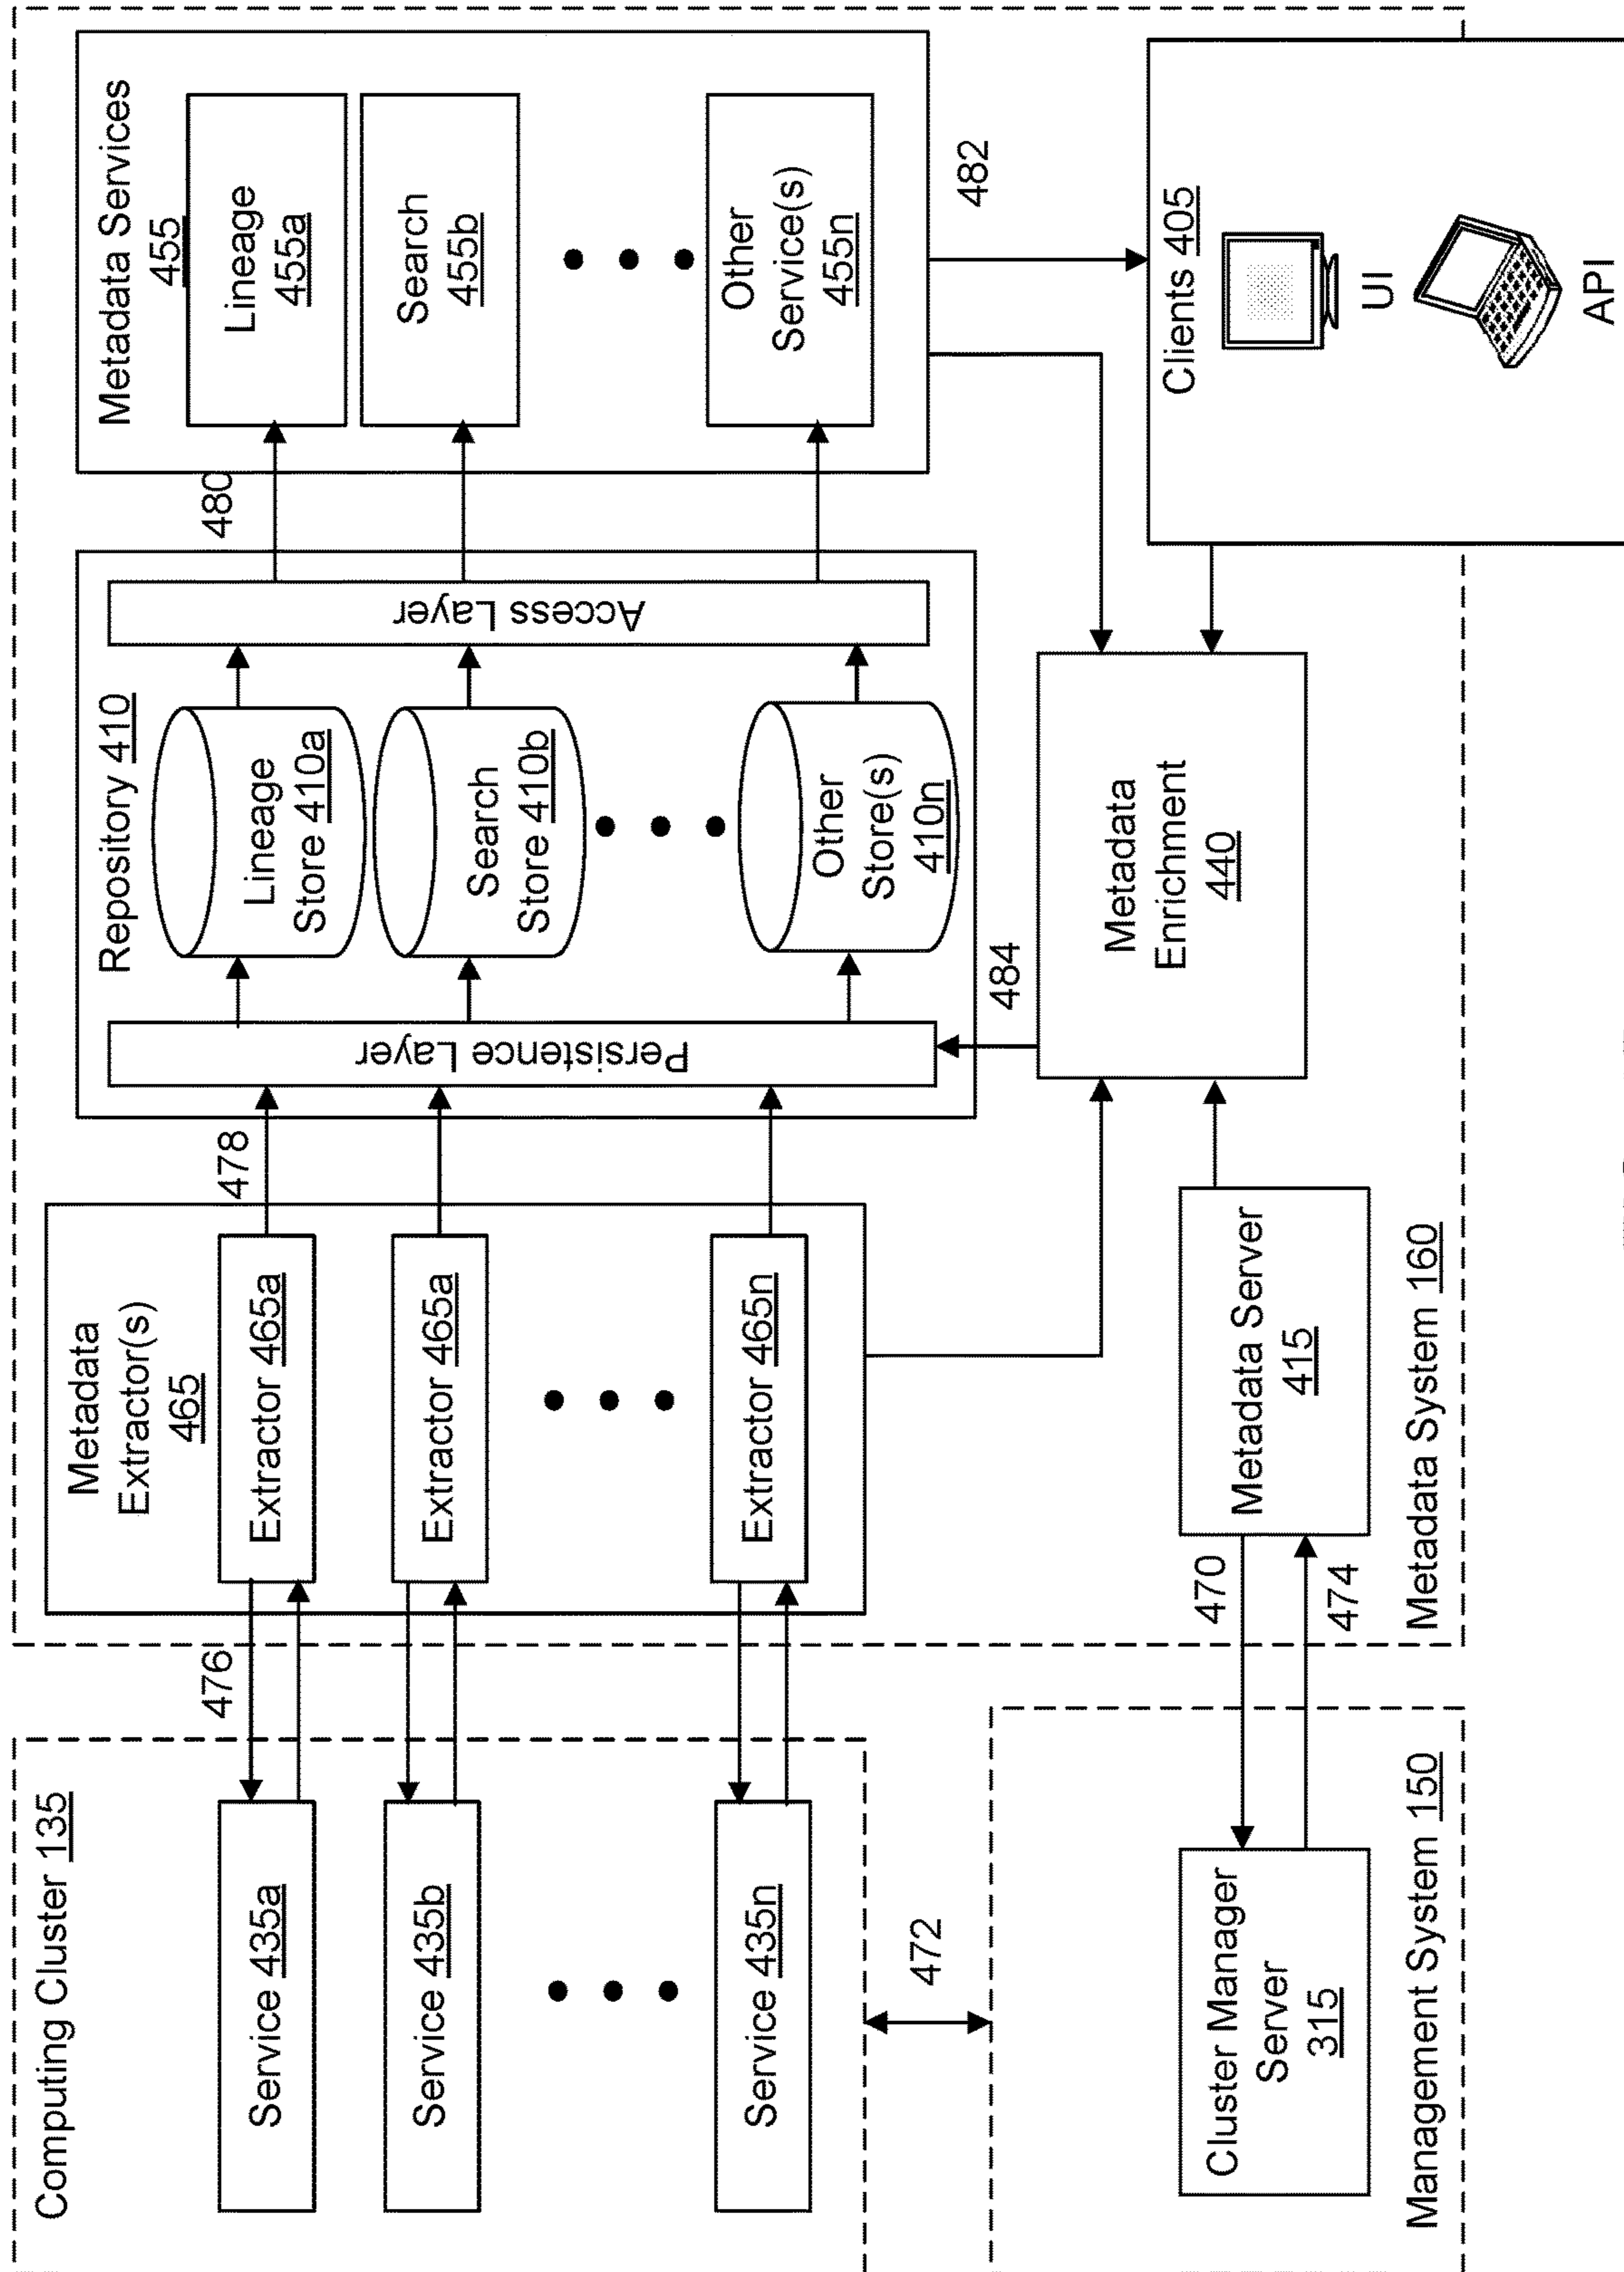 Computing Cluster 135
Service 435a
Service 435b
Service 435n
472
Management System 150
Cluster Manager
Server
315
476
470
474
Metadata System 160
Metadata
Extractor(s)
465
Extractor 465a
Extractor 465a
Extractor 465n
Metadata Server
415
478
Repository 410
Persistence Layer
Lineage
Store 410a
Search
Store 410b
Other
Store(s)
410n
Access Layer
484
Metadata
Enrichment
440
480
Metadata Services
455
Lineage
455a
Search
455b
Other
Service(s)
455n
482
Clients 405
UI
API